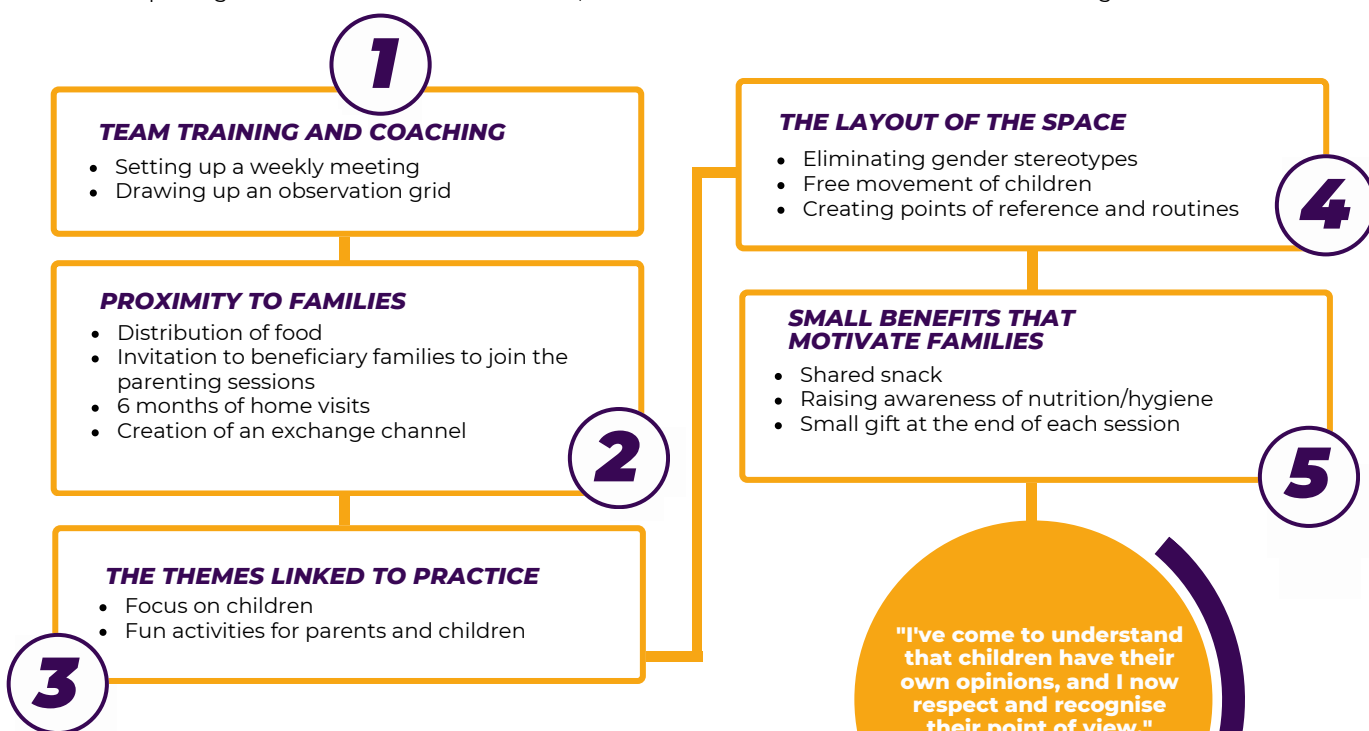 1
TEAM TRAINING AND COACHING
• Setting up a weekly meeting
• Drawing up an observation grid
PROXIMITY TO FAMILIES
• Distribution of food
• Invitation to beneficiary families to join the
parenting sessions
• 6 months of home visits
• Creation of an exchange channel
2
THE THEMES LINKED TO PRACTICE
• Focus on children
• Fun activities for parents and children
3
THE LAYOUT OF THE SPACE
• Eliminating gender stereotypes
• Free movement of children
• Creating points of reference and routines
4
SMALL BENEFITS THAT
MOTIVATE FAMILIES
• Shared snack
• Raising awareness of nutrition/hygiene
• Small gift at the end of each session
5
"I've come to understand
that children have their
own opinions, and I now
respect and recognise
their point of view."